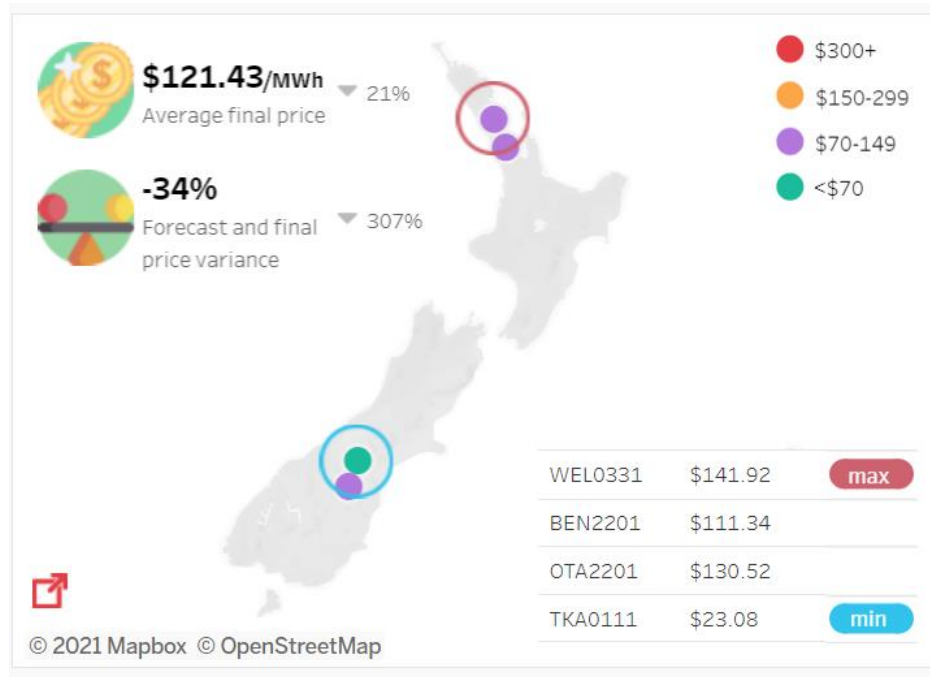 $121.43/MWh
21%
Average final price
-34%
Forecast and final
price variance
307%
$300+
$150-299
$70-149
<$70
WEL0331 $141.92 max
BEN2201 $111.34
OTA2201 $130.52
TKA0111 $23.08 min
© 2021 Mapbox © OpenStreetMap